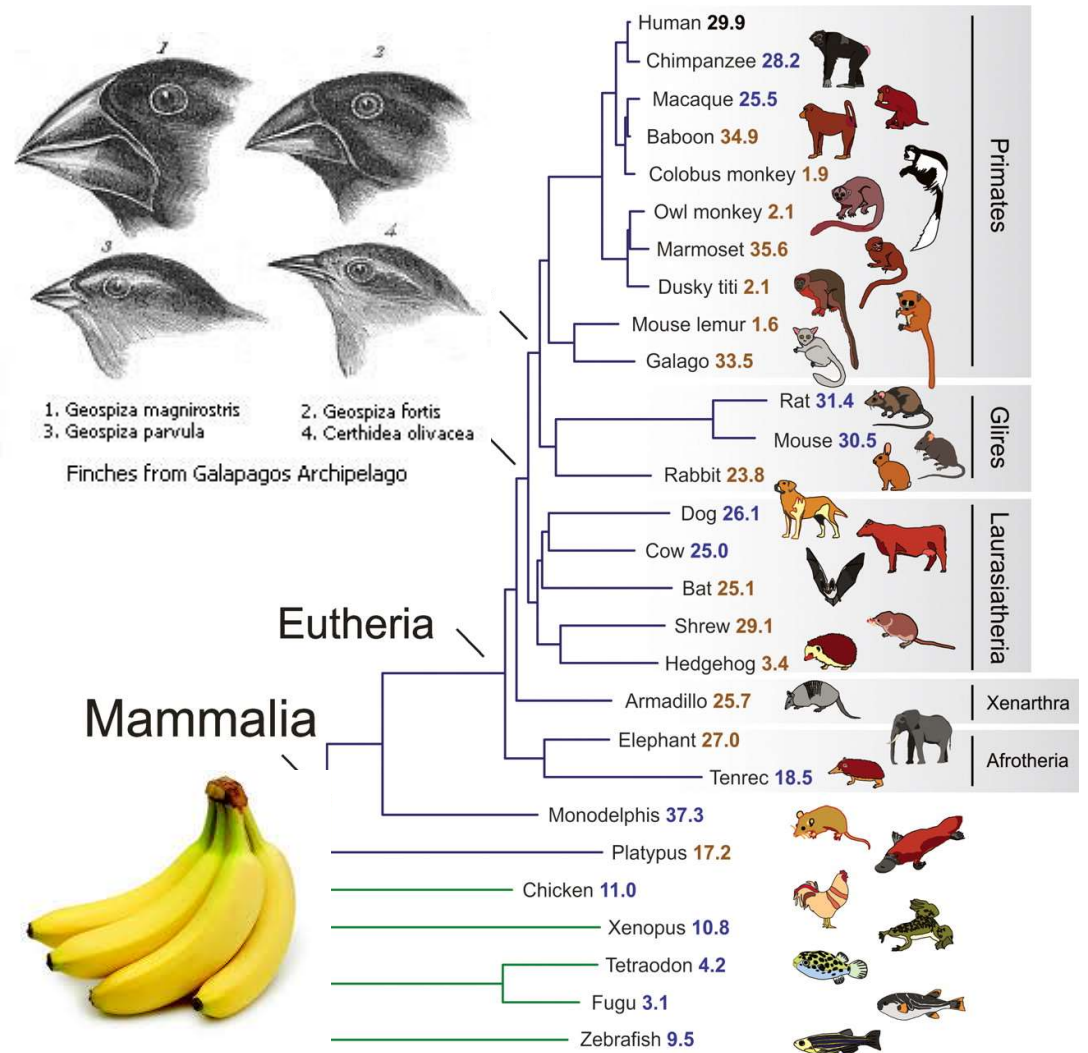 1
2
3
4
1. Geospiza magnirostris
2. Geospiza fortis
3. Geospiza parvula
4. Certhidea olivacea
Finches from Galapagos Archipelago
Human 29.9
Chimpanzee 28.2
Macaque 25.5
Baboon 34.9
Colobus monkey 1.9
Owl monkey 2.1
Marmoset 35.6
Dusky titi 2.1
Mouse lemur 1.6
Galago 33.5
Primates
Rat 31.4
Mouse 30.5
Rabbit 23.8
Glires
Dog 26.1
Cow 25.0
Bat 25.1
Shrew 29.1
Hedgehog 3.4
Laurasiatheria
Eutheria
Armadillo 25.7
Xenarthra
Mammalia
Elephant 27.0
Tenrec 18.5
Afrotheria
Monodelphis 37.3
Platypus 17.2
Chicken 11.0
Xenopus 10.8
Tetraodon 4.2
Fugu 3.1
Zebrafish 9.5